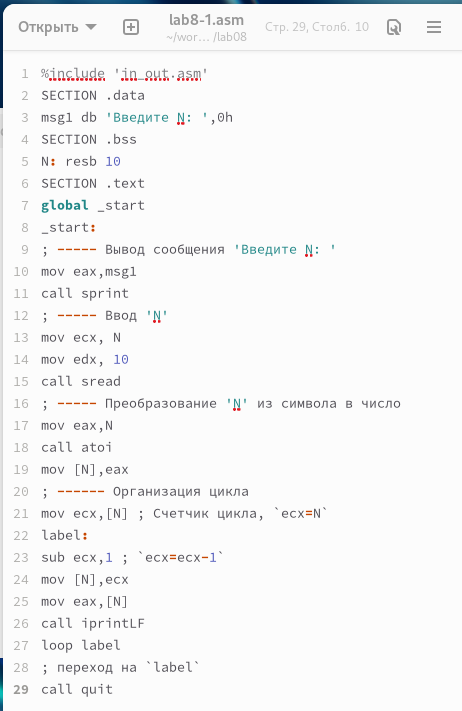 Открыть
lab8-1.asm
~/wor… /lab08
Стр. 29, Столб. 10
1 %include 'in_out.asm'
2 SECTION .data
3 msg1 db 'Введите N: ',0h
4 SECTION .bss
5 N: resb 10
6 SECTION .text
7 global _start
8 _start:
9 ; ----- Вывод сообщения 'Введите N: '
10 mov eax,msg1
11 call sprint
12 ; ----- Ввод 'N'
13 mov ecx, N
14 mov edx, 10
15 call sread
16 ; ----- Преобразование 'N' из символа в число
17 mov eax,N
18 call atoi
19 mov [N],eax
20 ; ------ Организация цикла
21 mov ecx,[N] ; Счетчик цикла, `ecx=N`
22 label:
23 sub ecx,1 ; `ecx=ecx-1`
24 mov [N],ecx
25 mov eax,[N]
26 call iprintLF
27 loop label
28 ; переход на `label`
29 call quit